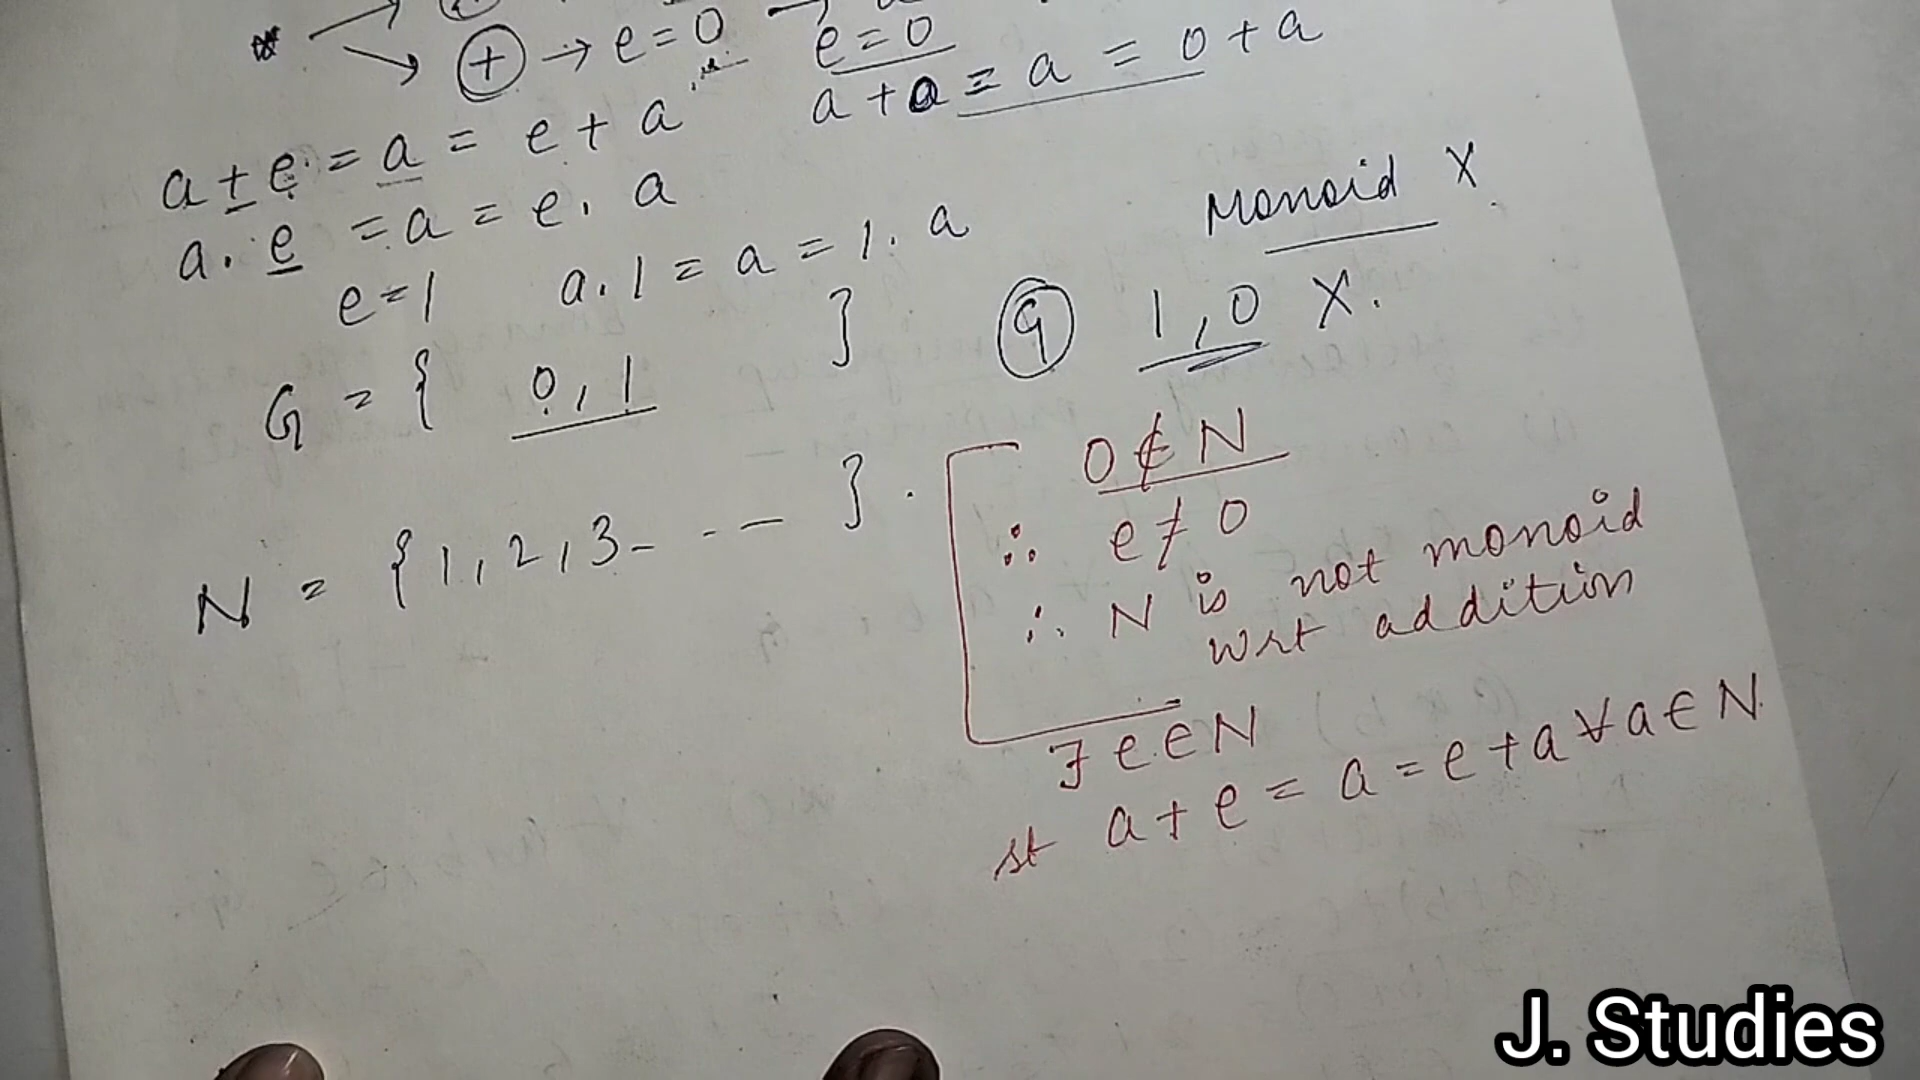 (+) → e = 0 e = 0
a + e = a = e + a a + 0 = a = 0 + a
a . e = a = e . a
e = 1 a . 1 = a = 1 . a
Monoid X
G = { 0, 1 } G 1, 0 X.
N = { 1, 2, 3 - - - - } .
0 ∉ N
∴ e ≠ 0
∴ N is not monoid
wrt addition
∃ e ∈ N
st a + e = a = e + a ∀ a ∈ N
J. Studies